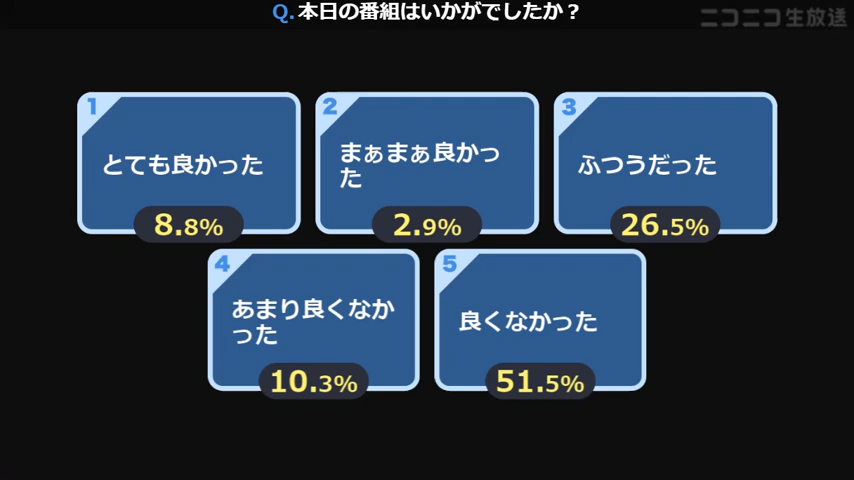 Q.本日の番組はいかがでしたか？
ニコニコ生放送
1
とても良かった
8.8%
2
まぁまぁ良かっ
た
2.9%
3
ふつうだった
26.5%
4
あまり良くなか
った
10.3%
5
良くなかった
51.5%